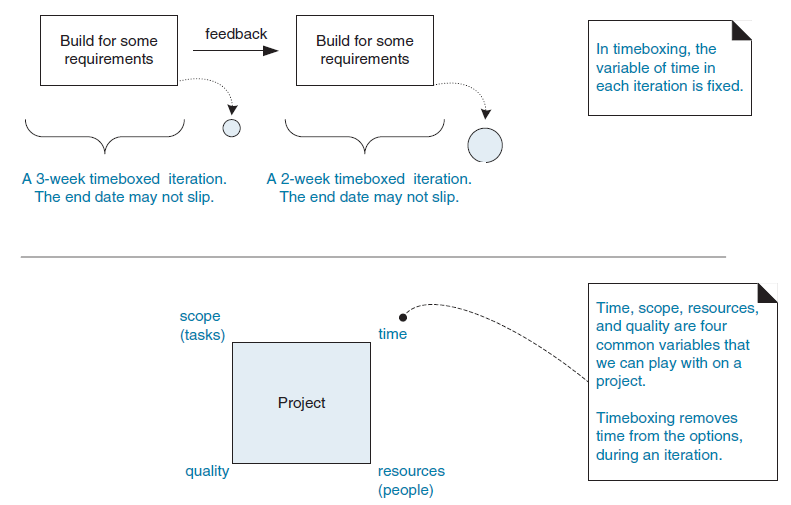 Build for some
requirements
feedback
Build for some
requirements
In timeboxing, the
variable of time in
each iteration is fixed.
A 3-week timeboxed iteration.
The end date may not slip.
A 2-week timeboxed iteration.
The end date may not slip.
scope
(tasks)
time
Project
quality
resources
(people)
Time, scope, resources,
and quality are four
common variables that
we can play with on a
project.
Timeboxing removes
time from the options,
during an iteration.